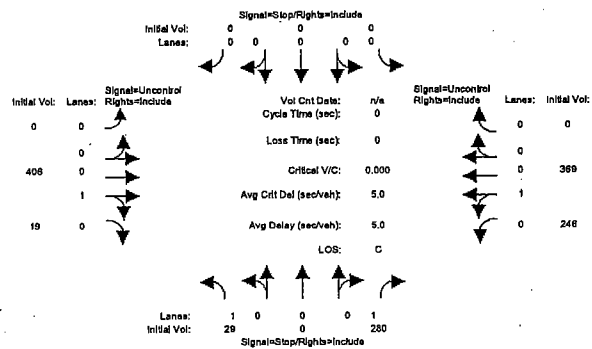 Signal=Stop/Rights=Include
Initial Vol: 0 0 0
Lanes: 0 0 0 0 0
Signal=Uncontrol
Rights=Include
Initial Vol: Lanes:
0 0
0
406 0
1
19 0
Vol Cnt Date: n/a
Cycle Time (sec): 0
Loss Time (sec): 0
Critical V/C: 0.000
Avg Crit Del (sec/veh): 5.0
Avg Delay (sec/veh): 5.0
LOS: C
Signal=Uncontrol
Rights=Include
Lanes: Initial Vol:
0 0
0
0 369
1
0 246
Lanes: 1 0 0 0 1
Initial Vol: 29 0 280
Signal=Stop/Rights=Include